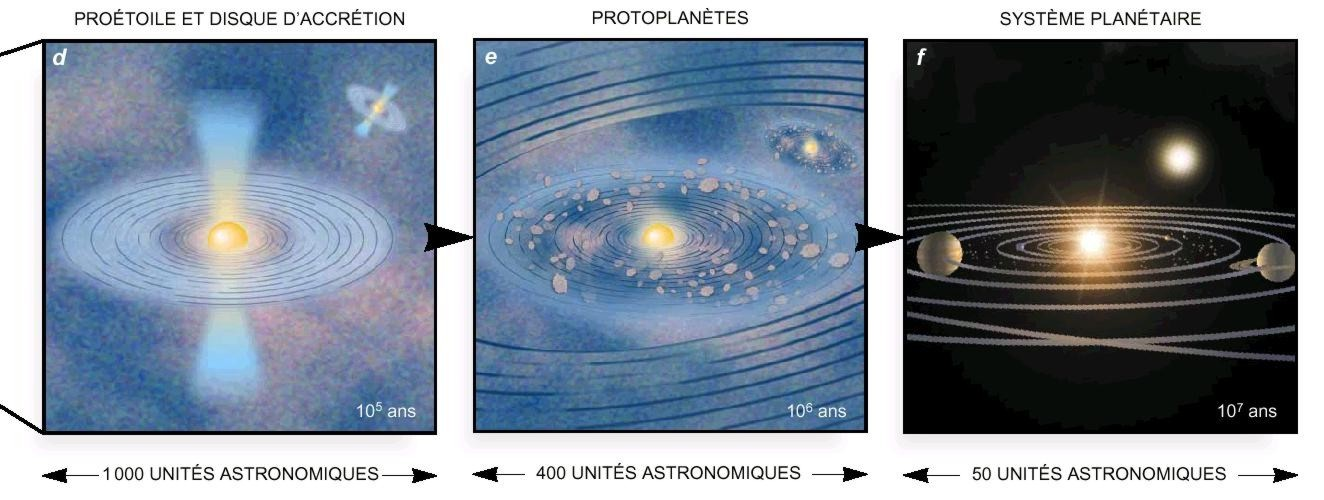 PROÉTOILE ET DISQUE D'ACCRÉTION
PROTOPLANÈTES
SYSTÈME PLANÉTAIRE
d
e
f
10⁵ ans
10⁶ ans
10⁷ ans
1 000 UNITÉS ASTRONOMIQUES
400 UNITÉS ASTRONOMIQUES
50 UNITÉS ASTRONOMIQUES